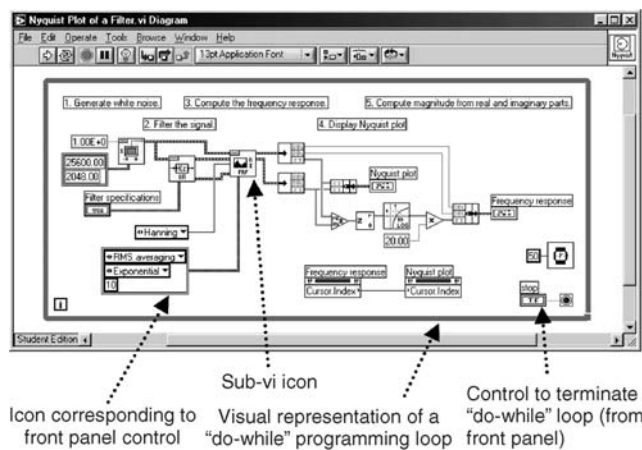 Nyquist Plot of a Filter.vi Diagram
File Edit Operate Tools Browse Window Help
13pt Application Font
1. Generate white noise.
3. Compute the frequency response.
5. Compute magnitude from real and imaginary parts.
2. Filter the signal.
4. Display Nyquist plot
1.00E+0
25600.00
2048.00
Filter specifications
Nyquist plot
Frequency response
Hanning
LOG
20.00
RMS averaging
Exponential
10
50
Frequency response
Nyquist plot
Cursor.Index
Cursor.Index
stop
TF
i
Student Edition
Sub-vi icon
Icon corresponding to
front panel control
Visual representation of a
“do-while” programming loop
Control to terminate
“do-while” loop (from
front panel)